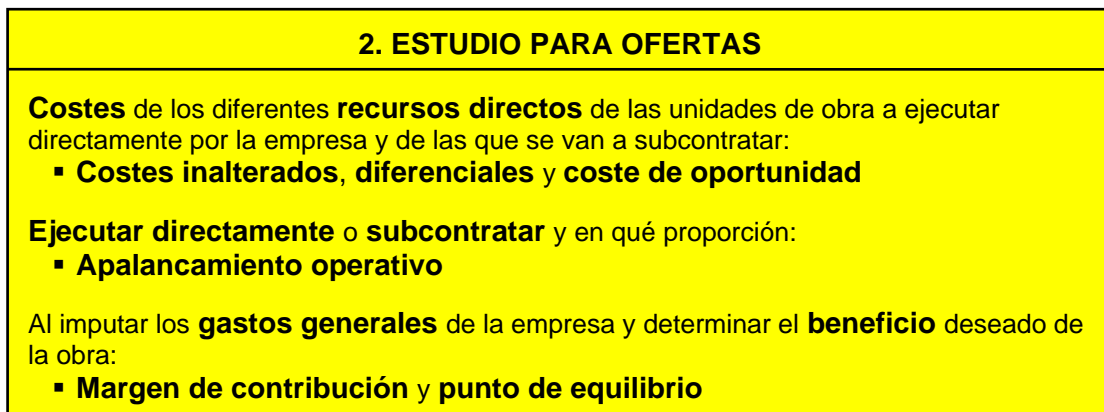 2. ESTUDIO PARA OFERTAS
Costes de los diferentes recursos directos de las unidades de obra a ejecutar
directamente por la empresa y de las que se van a subcontratar:
▪ Costes inalterados, diferenciales y coste de oportunidad
Ejecutar directamente o subcontratar y en qué proporción:
▪ Apalancamiento operativo
Al imputar los gastos generales de la empresa y determinar el beneficio deseado de
la obra:
▪ Margen de contribución y punto de equilibrio